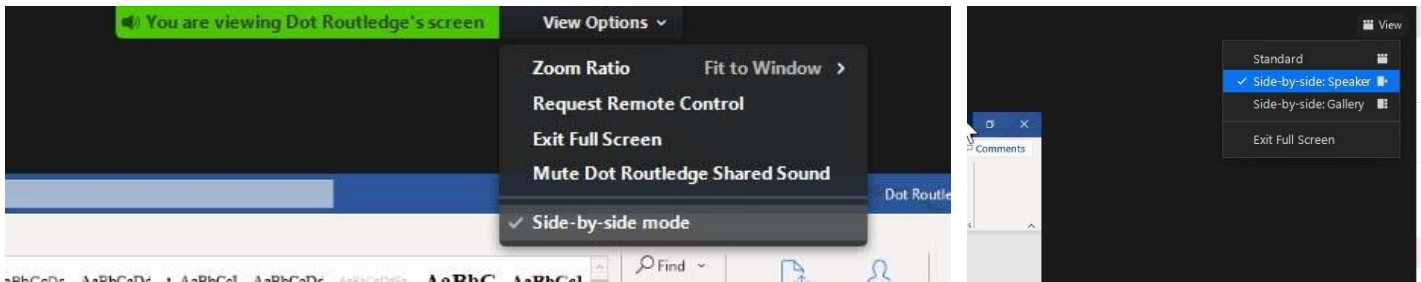 You are viewing Dot Routledge's screen
View Options
Zoom Ratio Fit to Window
Request Remote Control
Exit Full Screen
Mute Dot Routledge Shared Sound
Side-by-side mode
Dot Routle
Find
View
Standard
Side-by-side: Speaker
Side-by-side: Gallery
Exit Full Screen
Comments